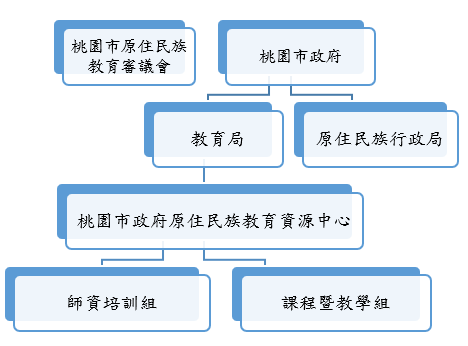 桃園市原住民族
教育審議會
桃園市政府
教育局
原住民族行政局
桃園市政府原住民族教育資源中心
師資培訓組
課程暨教學組